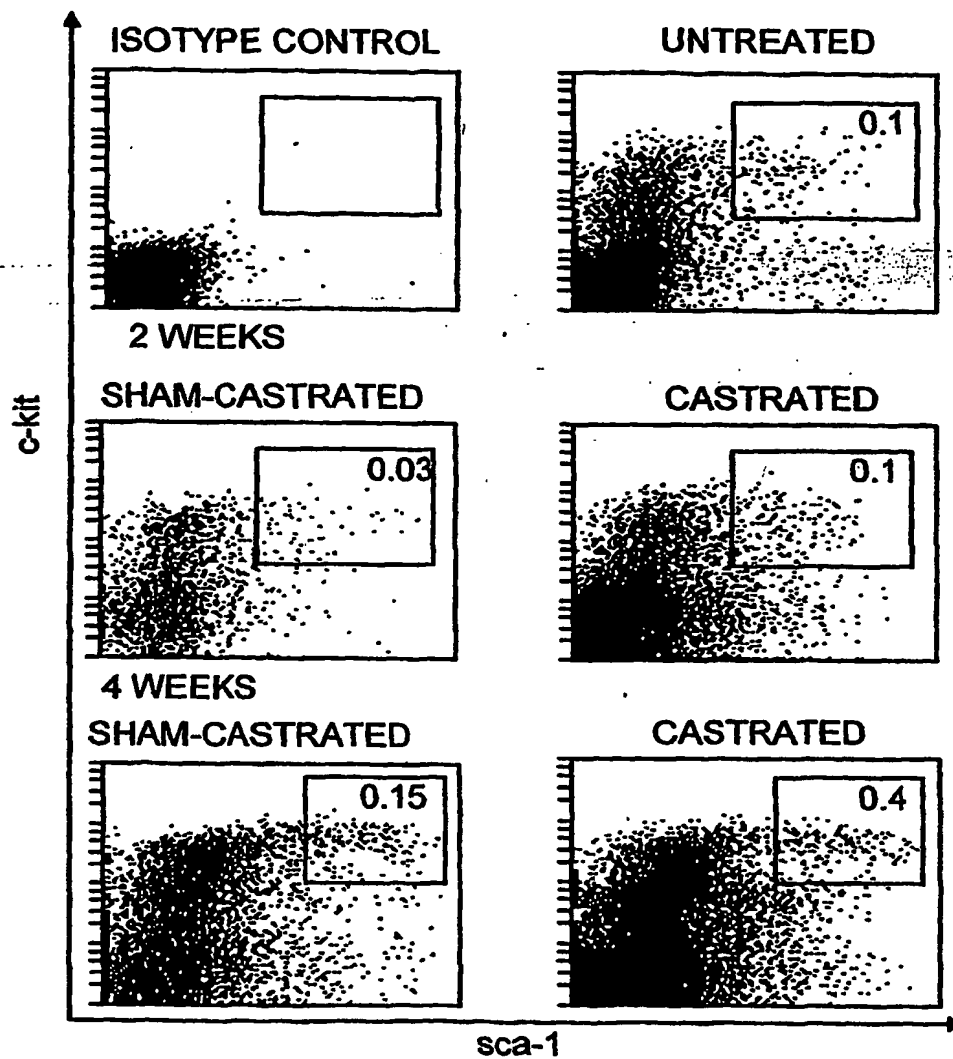 ISOTYPE CONTROL
UNTREATED
0.1
2 WEEKS
SHAM-CASTRATED
CASTRATED
0.03
0.1
c-kit
4 WEEKS
SHAM-CASTRATED
CASTRATED
0.15
0.4
sca-1